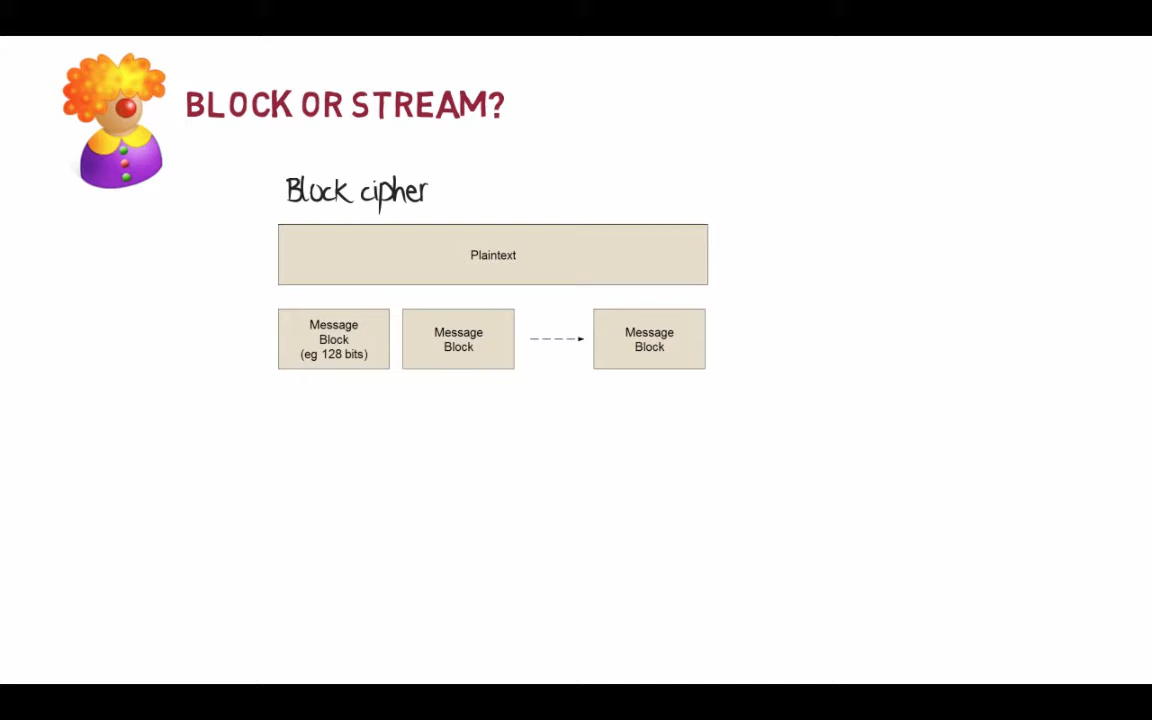 BLOCK OR STREAM?
Block cipher
Plaintext
Message
Block
(eg 128 bits)
Message
Block
Message
Block